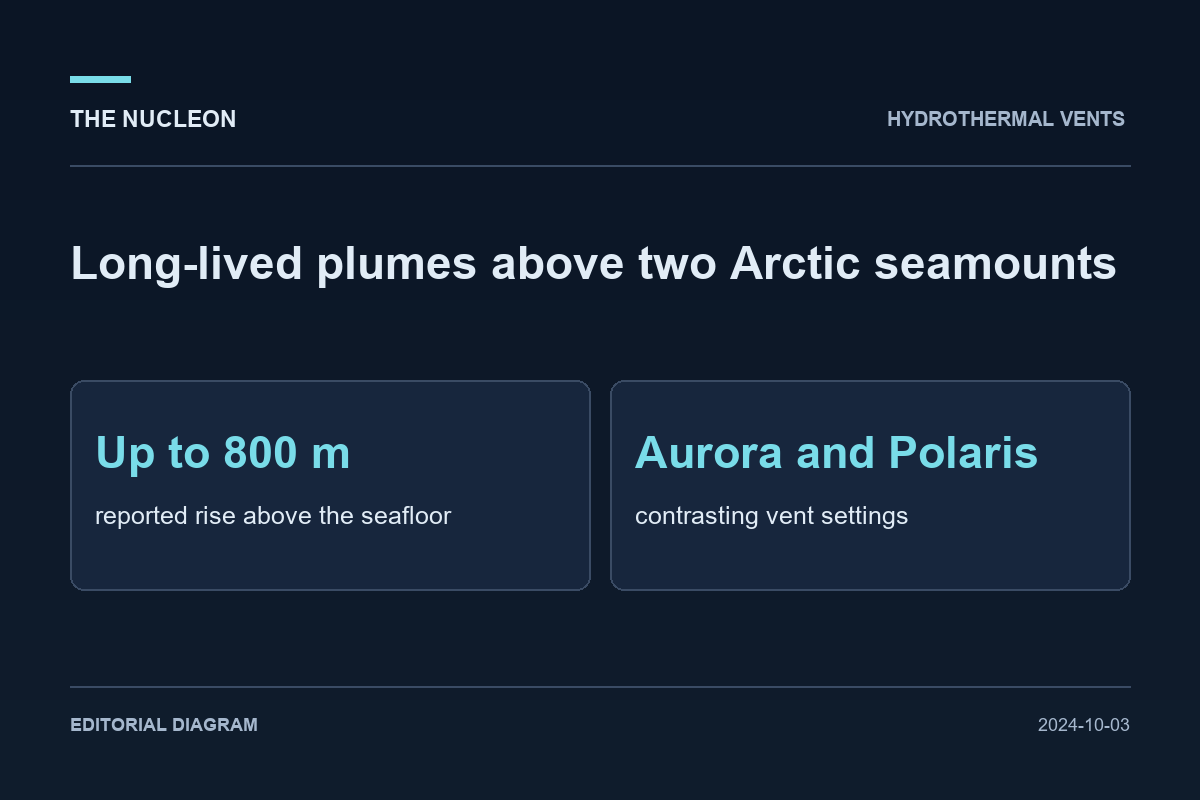 THE NUCLEON
HYDROTHERMAL VENTS
Long-lived plumes above two Arctic seamounts
Up to 800 m
reported rise above the seafloor
Aurora and Polaris
contrasting vent settings
EDITORIAL DIAGRAM
2024-10-03